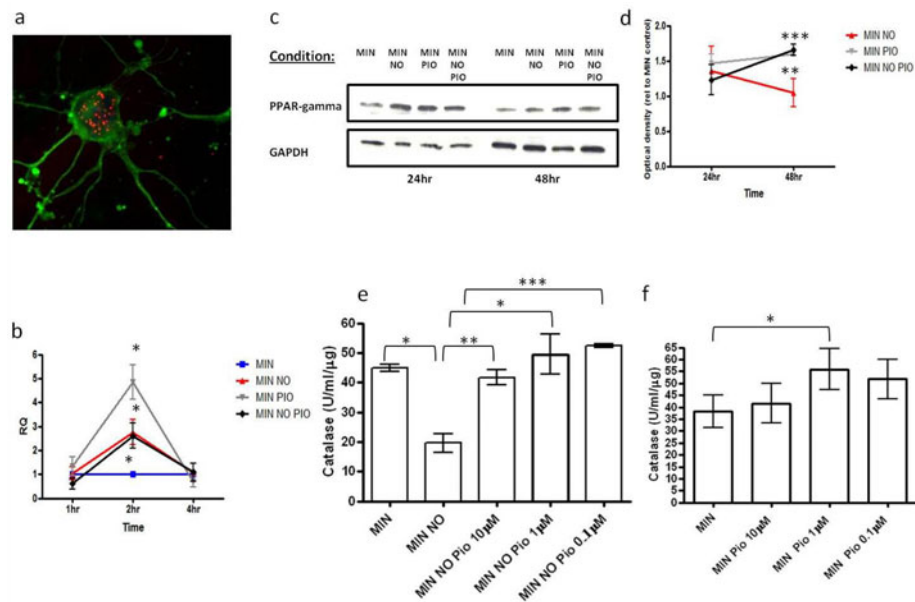 a
c
Condition:
MIN
MIN NO
MIN PIO
MIN NO PIO
MIN
MIN NO
MIN PIO
MIN NO PIO
PPAR-gamma
GAPDH
24hr
48hr
d
Optical density (rel to MIN control)
2.0
1.5
1.0
0.5
0.0
***
**
24hr
48hr
Time
MIN NO
MIN PIO
MIN NO PIO
b
RQ
6
5
4
3
2
1
0
*
*
*
1hr
2hr
4hr
Time
MIN
MIN NO
MIN PIO
MIN NO PIO
e
Catalase (U/ml/µg)
60
50
40
30
20
10
0
***
*
*
**
MIN
MIN NO
MIN NO Pio 10µM
MIN NO Pio 1µM
MIN NO Pio 0.1µM
f
Catalase (U/ml/µg)
65
60
55
50
45
40
35
30
25
20
15
10
5
0
*
MIN
MIN Pio 10µM
MIN Pio 1µM
MIN Pio 0.1µM